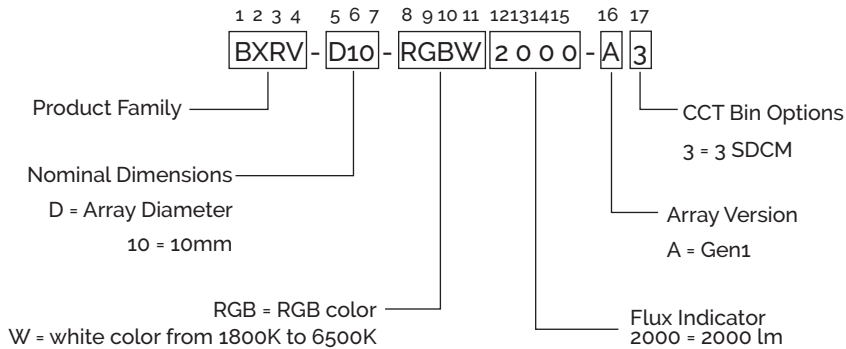 1 2 3 4 5 6 7 8 9 10 11 12 13 14 15 16 17
BXRV - D10 - RGBW 2 0 0 0 - A 3
Product Family
CCT Bin Options
3 = 3 SDCM
Nominal Dimensions
D = Array Diameter
10 = 10mm
Array Version
A = Gen1
RGB = RGB color
W = white color from 1800K to 6500K
Flux Indicator
2000 = 2000 lm